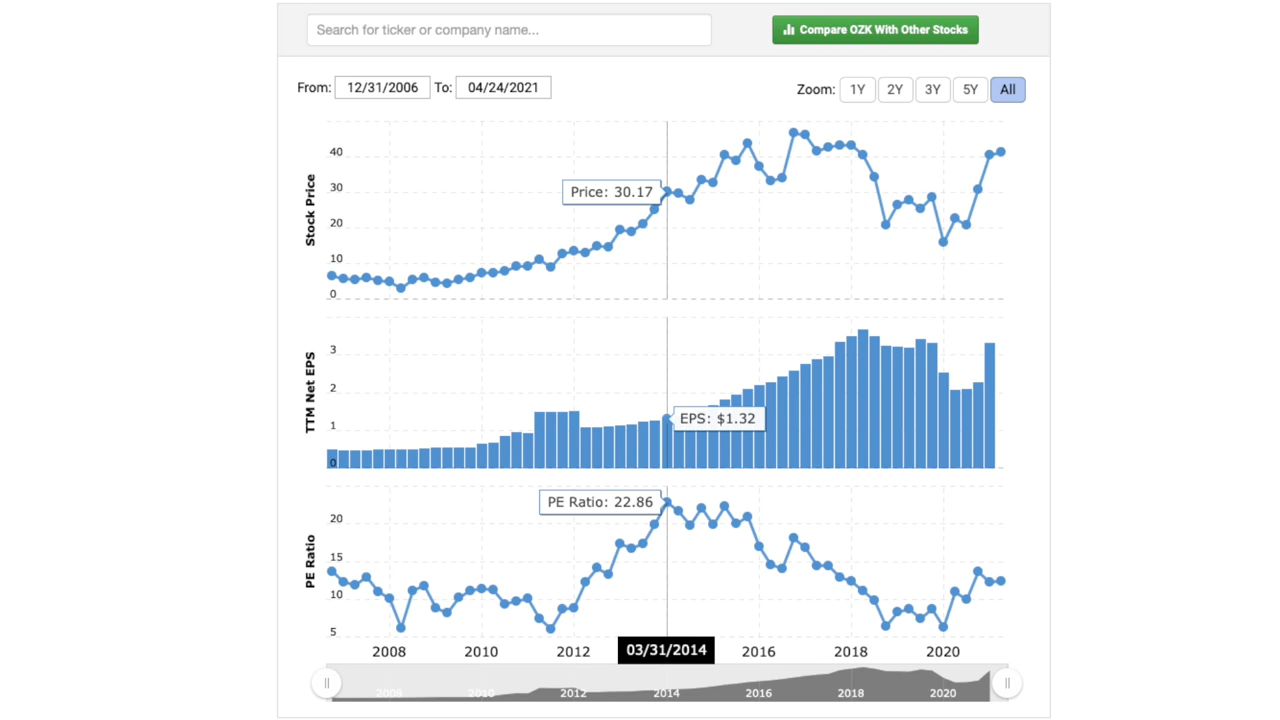 Search for ticker or company name...
Compare OZK With Other Stocks
From: 12/31/2006 To: 04/24/2021
Zoom: 1Y 2Y 3Y 5Y All
Stock Price
40
30
20
10
0
Price: 30.17
TTM Net EPS
3
2
1
0
EPS: $1.32
PE Ratio
20
15
10
5
PE Ratio: 22.86
2008 2010 2012 03/31/2014 2016 2018 2020
2008 2010 2012 2014 2016 2018 2020